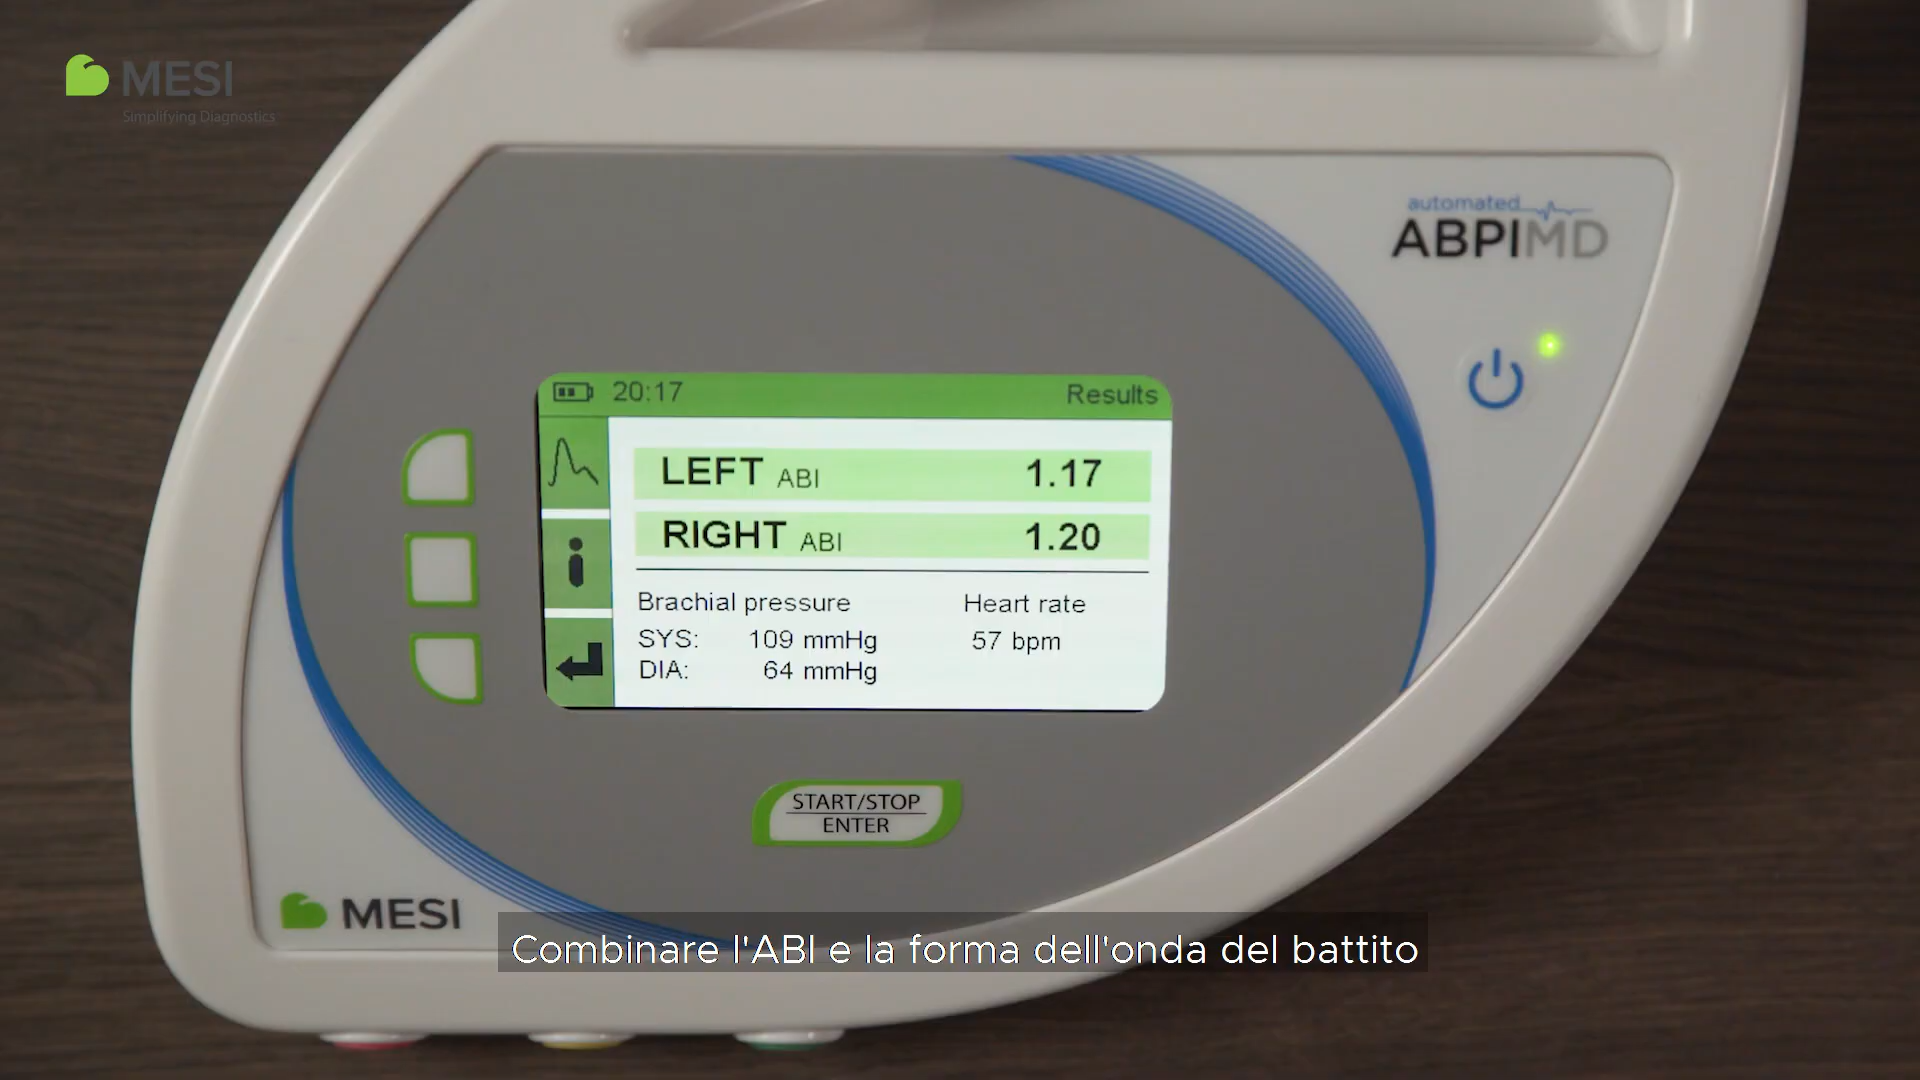 MESI
Simplifying Diagnostics
automated
ABPIMD
20:17 Results
LEFT ABI 1.17
RIGHT ABI 1.20
Brachial pressure Heart rate
SYS: 109 mmHg 57 bpm
DIA: 64 mmHg
START/STOP
ENTER
MESI
Combinare l'ABI e la forma dell'onda del battito